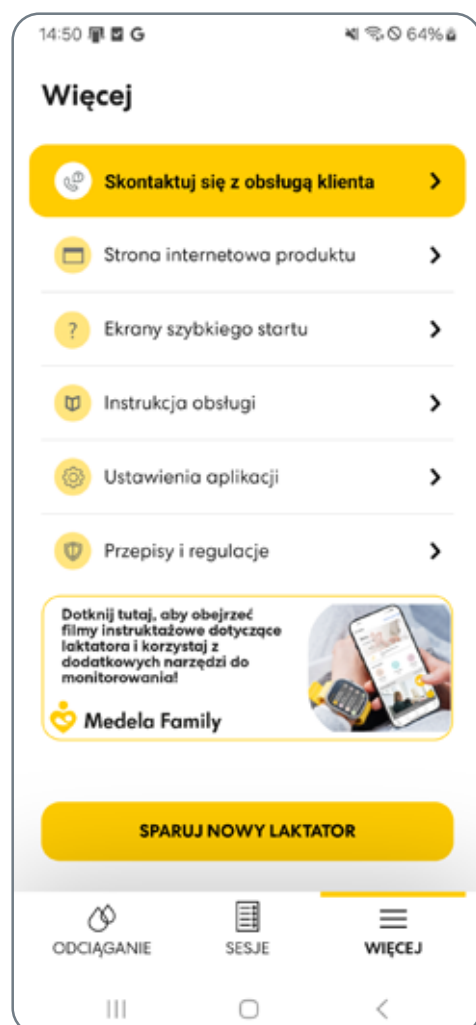 14:50 G 64%
Więcej
Skontaktuj się z obsługą klienta
Strona internetowa produktu
? Ekrany szybkiego startu
Instrukcja obsługi
Ustawienia aplikacji
Przepisy i regulacje
Dotknij tutaj, aby obejrzeć
filmy instruktażowe dotyczące
laktatora i korzystaj z
dodatkowych narzędzi do
monitorowania!
Medela Family
SPARUJ NOWY LAKTATOR
ODCIĄGANIE SESJE WIĘCEJ